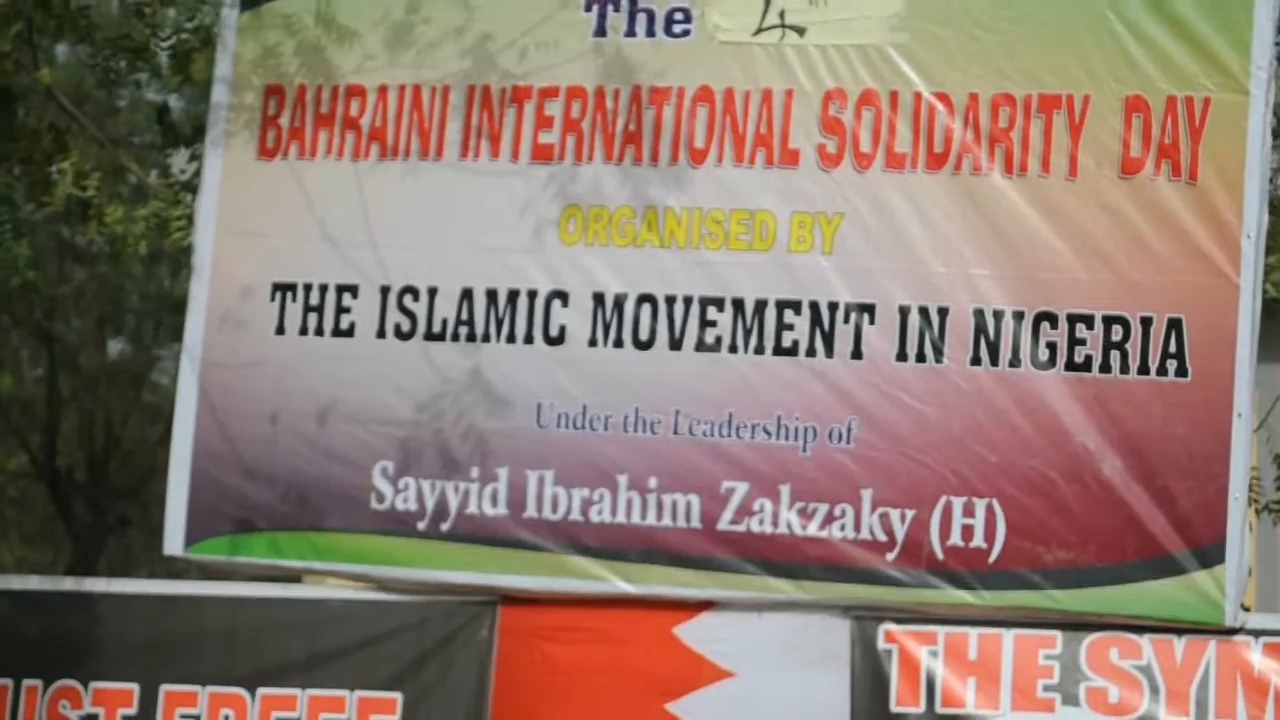 The 4TH
BAHRAINI INTERNATIONAL SOLIDARITY DAY
ORGANISED BY
THE ISLAMIC MOVEMENT IN NIGERIA
Under the Leadership of
Sayyid Ibrahim Zakzaky (H)
THE SYM